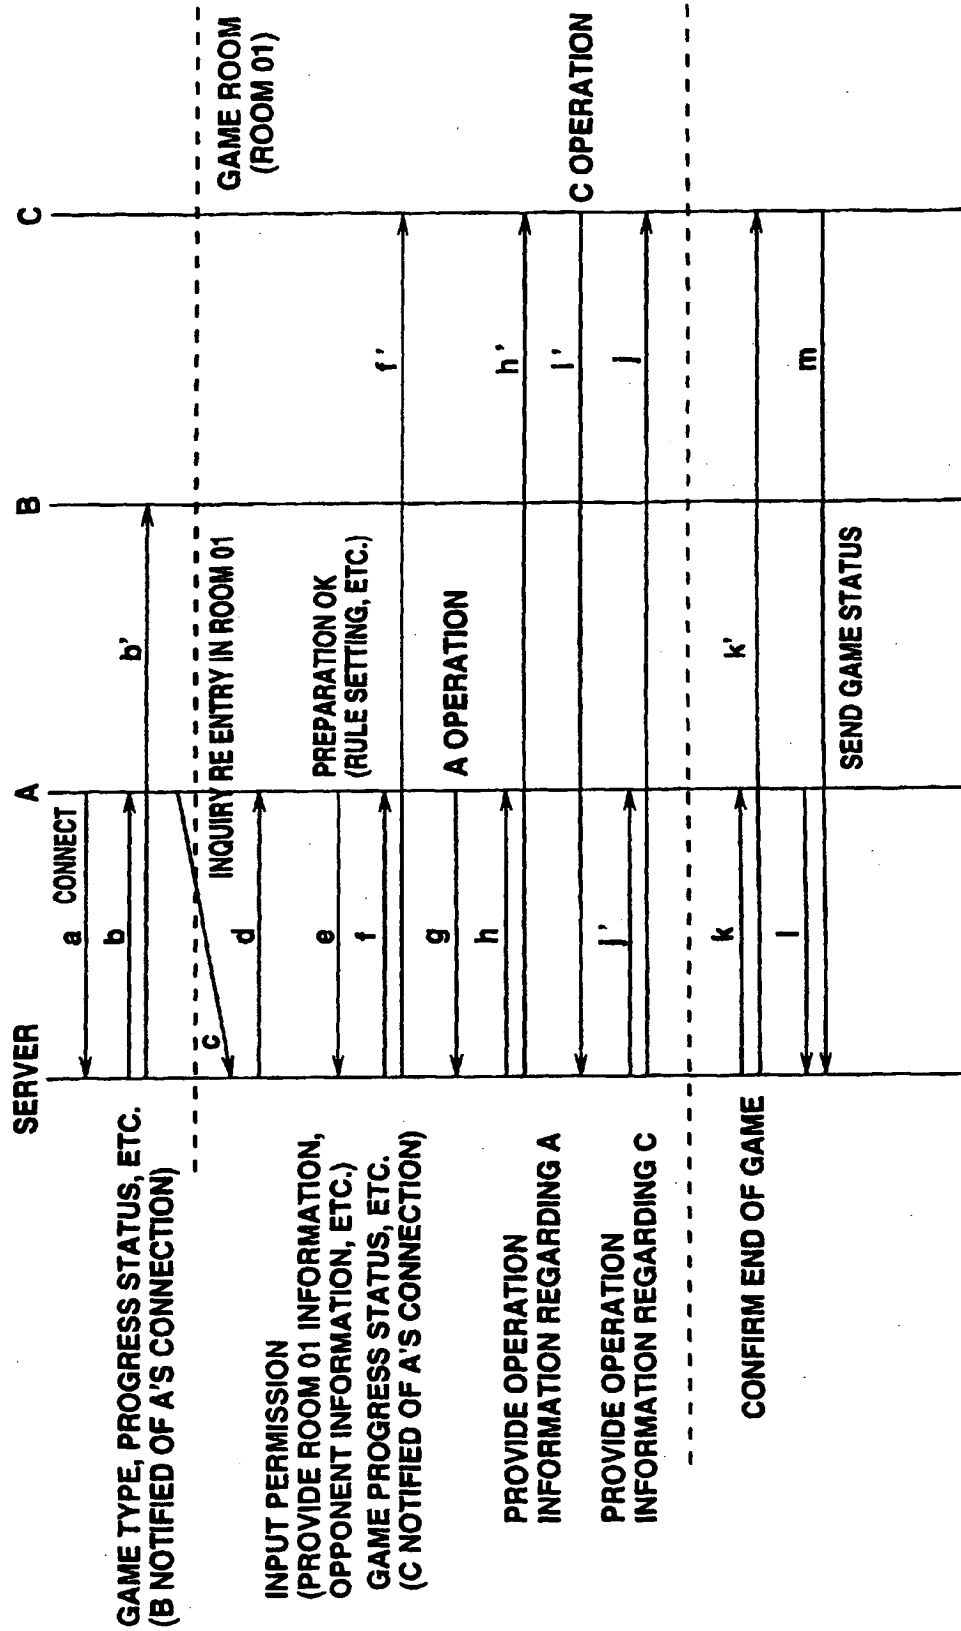 SERVER
A
B
C
a
CONNECT
b
b'
GAME TYPE, PROGRESS STATUS, ETC.
(B NOTIFIED OF A'S CONNECTION)
c
INQUIRY RE ENTRY IN ROOM 01
GAME ROOM
(ROOM 01)
d
INPUT PERMISSION
(PROVIDE ROOM 01 INFORMATION,
OPPONENT INFORMATION, ETC.)
e
PREPARATION OK
(RULE SETTING, ETC.)
f
f'
GAME PROGRESS STATUS, ETC.
(C NOTIFIED OF A'S CONNECTION)
g
A OPERATION
h
h'
PROVIDE OPERATION
INFORMATION REGARDING A
i'
C OPERATION
j'
j
PROVIDE OPERATION
INFORMATION REGARDING C
k
k'
CONFIRM END OF GAME
l
m
SEND GAME STATUS